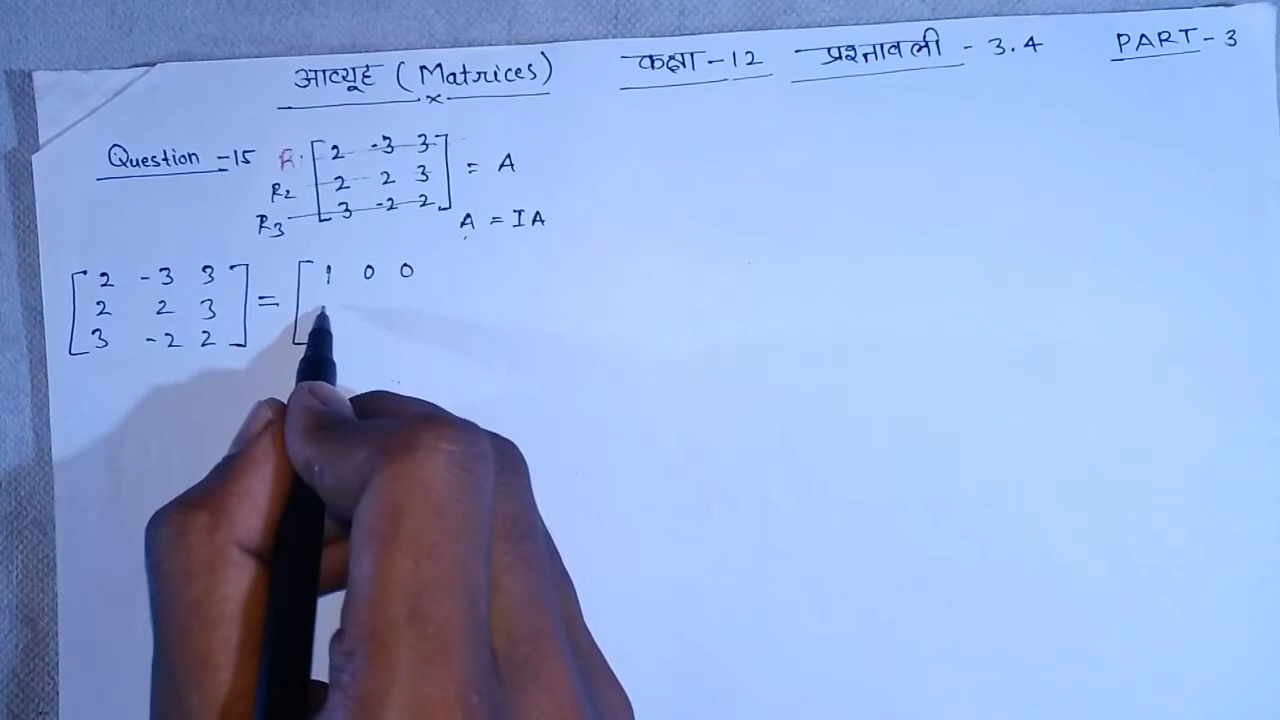 आव्यूह (Matrices) कक्षा - 12 प्रश्नावली - 3.4 PART - 3
x
Question - 15
2 -3 3
R2 2 2 3 = A
R3 3 -2 2
A = IA
2 -3 3 1 0 0
2 2 3 =
3 -2 2